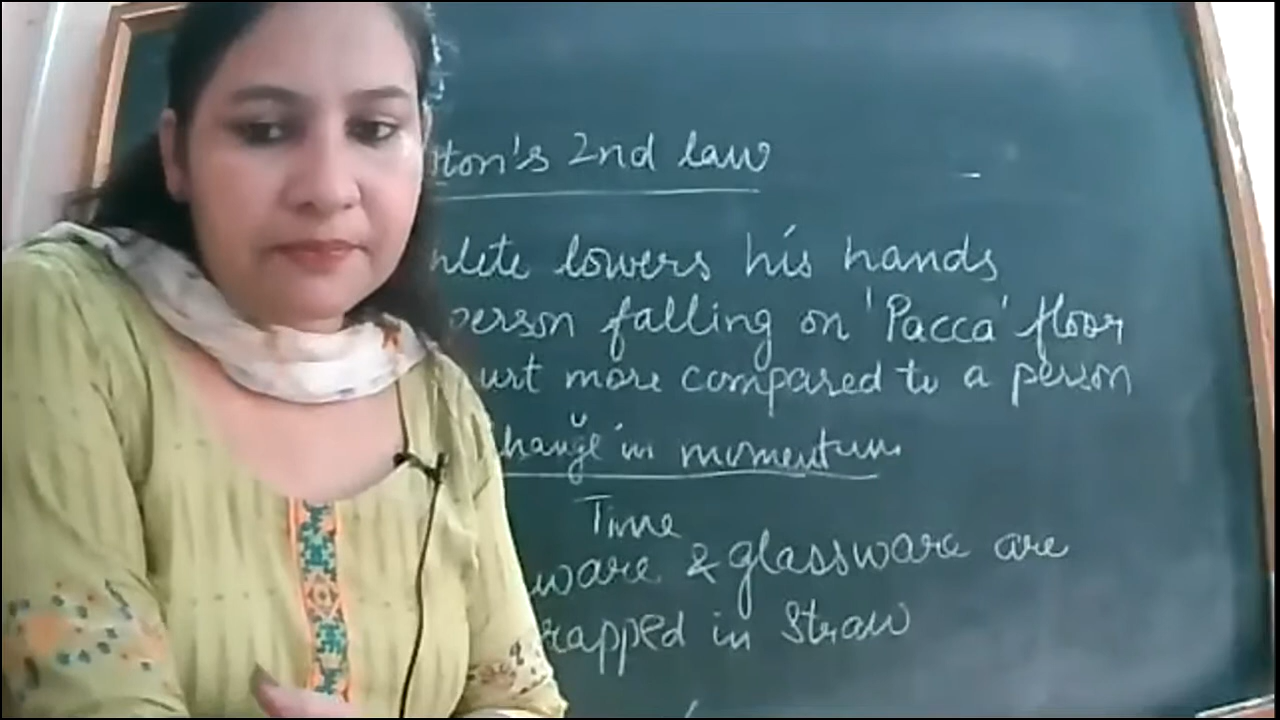 ton's 2nd law
lete lowers his hands
person falling on 'Pacca' floor
urt more compared to a person
change in momentum
Time
ware & glassware are
rapped in straw